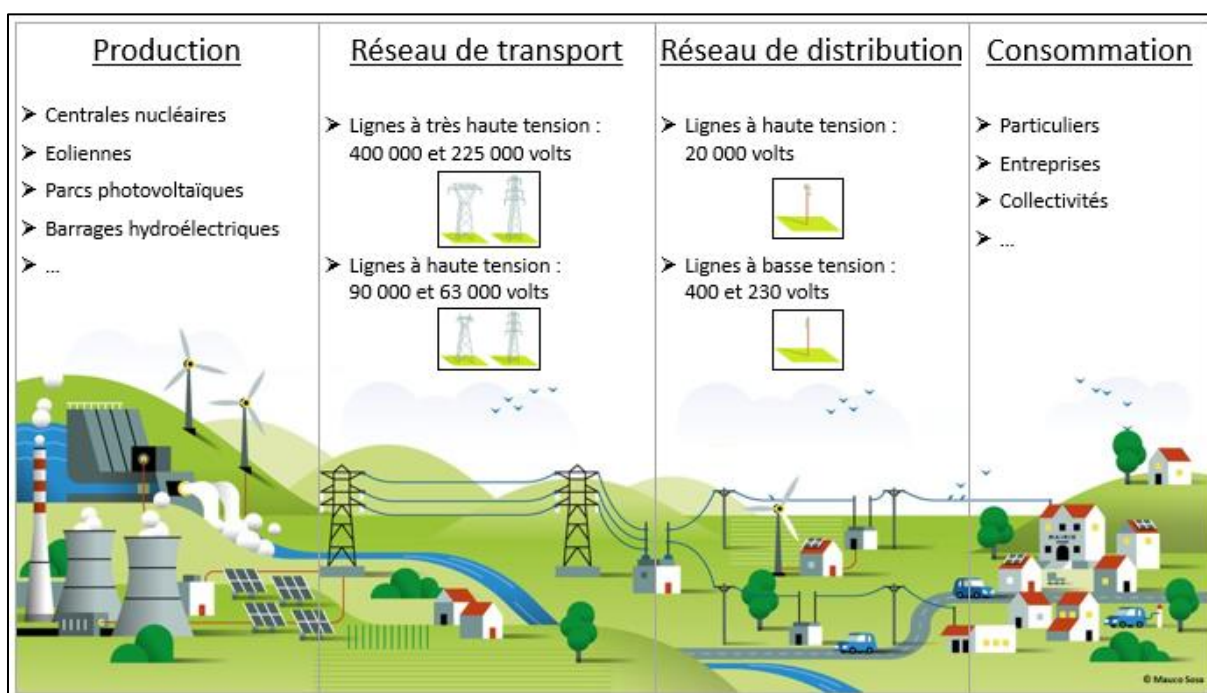 Production
➢ Centrales nucléaires
➢ Eoliennes
➢ Parcs photovoltaïques
➢ Barrages hydroélectriques
➢ ...
Réseau de transport
➢ Lignes à très haute tension :
400 000 et 225 000 volts
➢ Lignes à haute tension :
90 000 et 63 000 volts
Réseau de distribution
➢ Lignes à haute tension :
20 000 volts
➢ Lignes à basse tension :
400 et 230 volts
Consommation
➢ Particuliers
➢ Entreprises
➢ Collectivités
➢ ...
MAIRIE
© Mauco Sosa